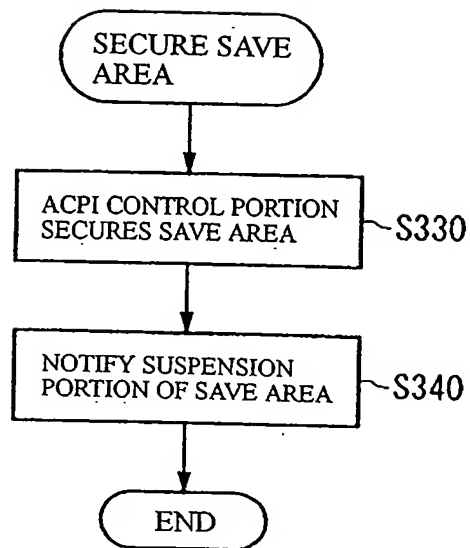 SECURE SAVE
AREA
ACPI CONTROL PORTION
SECURES SAVE AREA
S330
NOTIFY SUSPENSION
PORTION OF SAVE AREA
S340
END